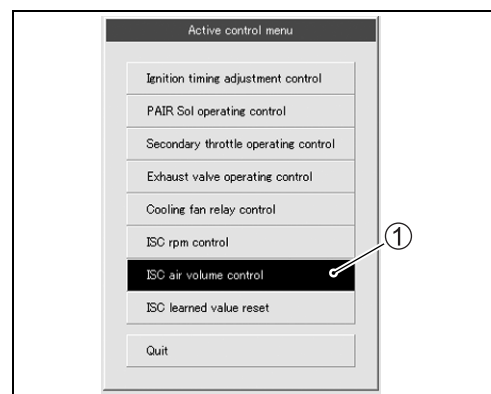 Active control menu
Ignition timing adjustment control
PAIR Sol operating control
Secondary throttle operating control
Exhaust valve operating control
Cooling fan relay control
ISC rpm control
1
ISC air volume control
ISC learned value reset
Quit